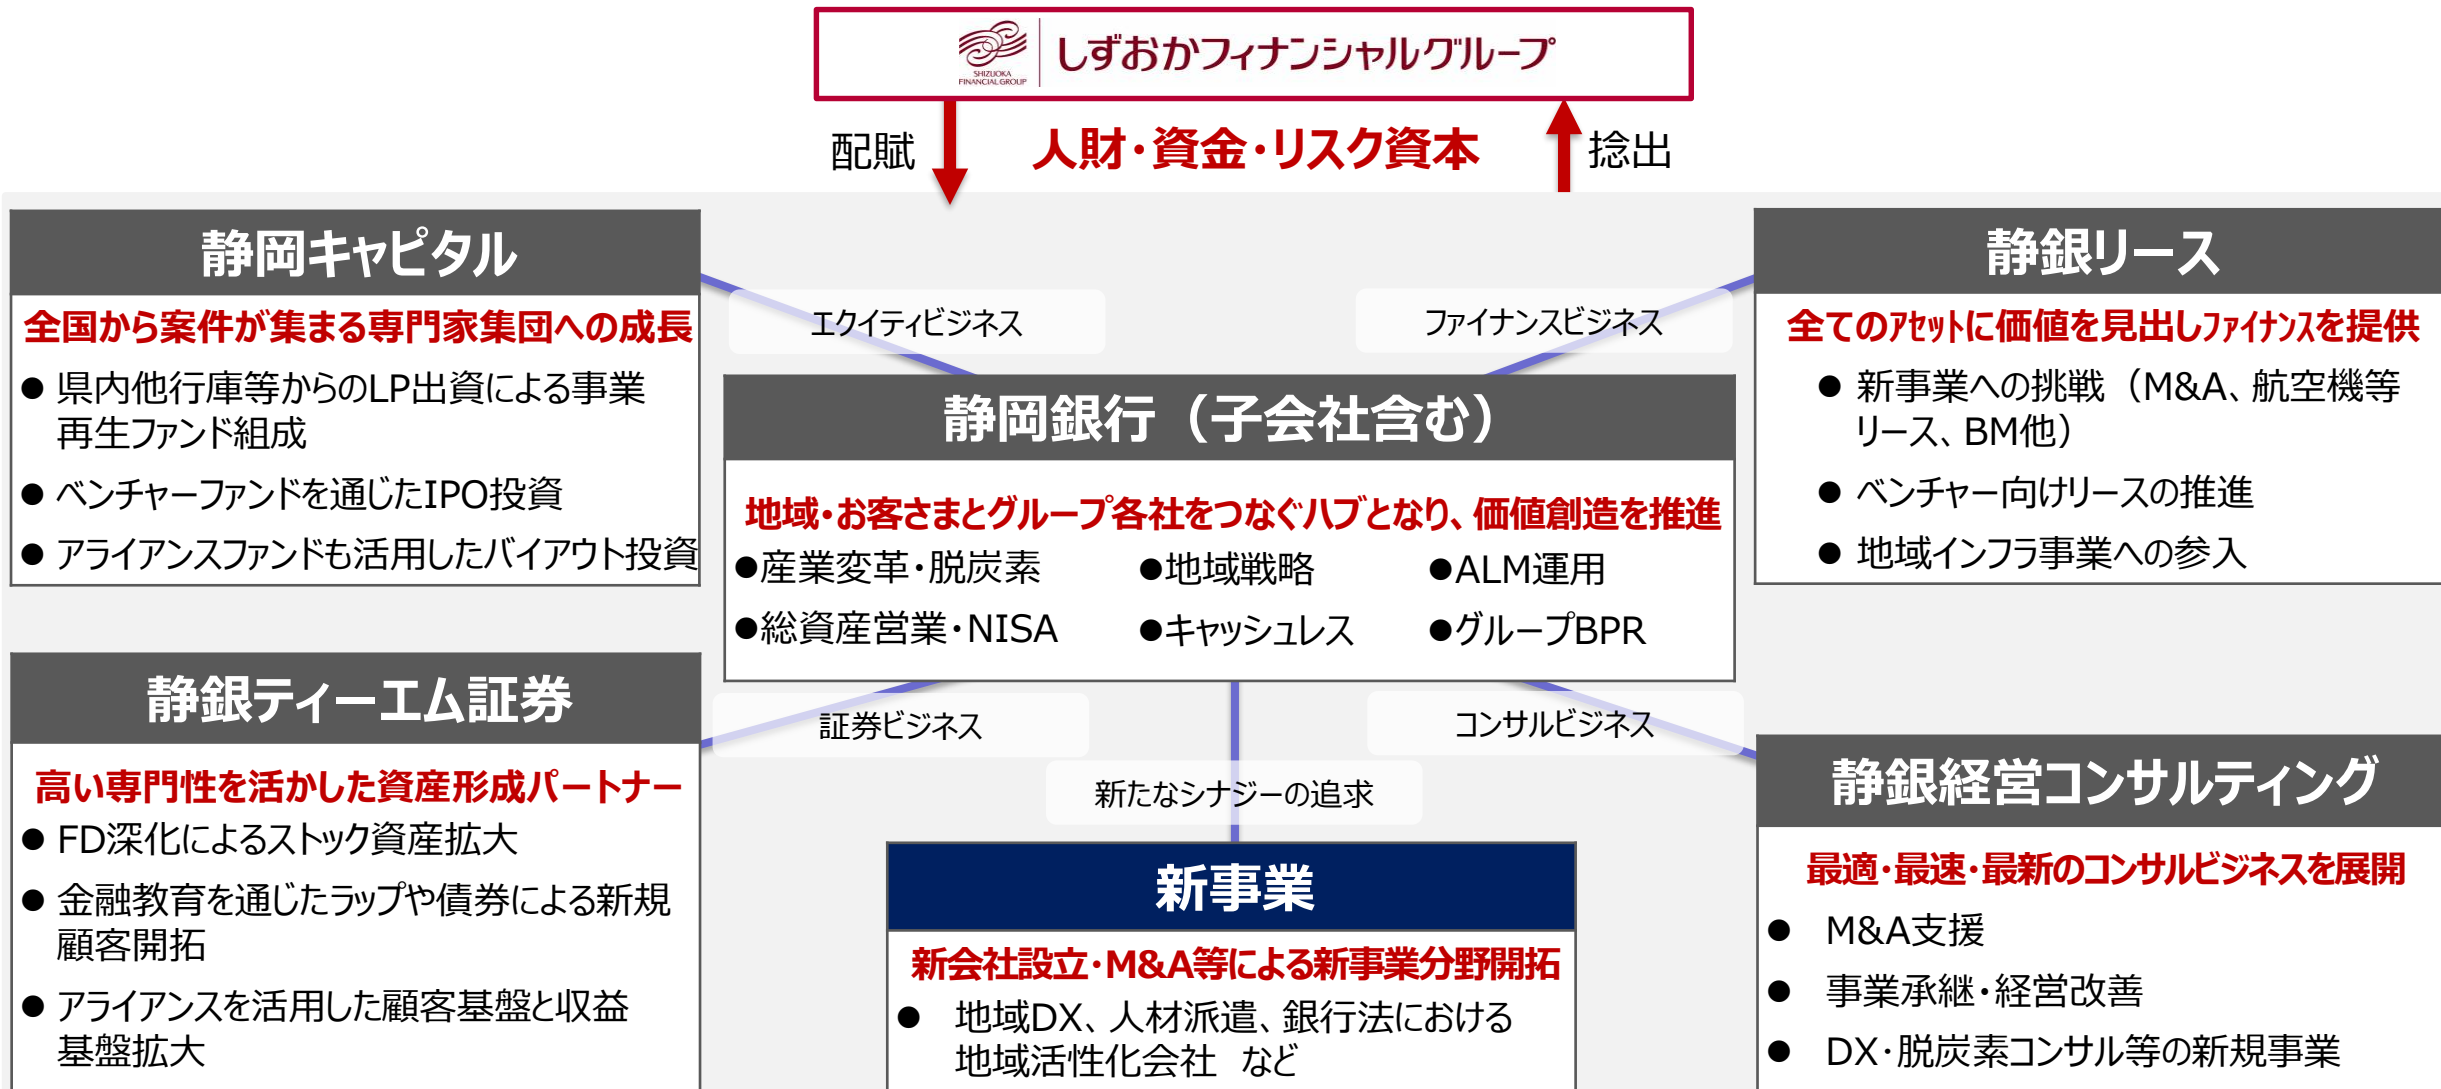 SHIZUOKA
FINANCIAL GROUP
しずおかフィナンシャルグループ
配賦
人財・資金・リスク資本
捻出
静岡キャピタル
全国から案件が集まる専門家集団への成長
● 県内他行庫等からのLP出資による事業
再生ファンド組成
● ベンチャーファンドを通じたIPO投資
● アライアンスファンドも活用したバイアウト投資
エクイティビジネス
ファイナンスビジネス
静銀リース
全てのアセットに価値を見出しファイナンスを提供
● 新事業への挑戦（M&A、航空機等
リース、BM他）
● ベンチャー向けリースの推進
● 地域インフラ事業への参入
静岡銀行（子会社含む）
地域・お客さまとグループ各社をつなぐハブとなり、価値創造を推進
●産業変革・脱炭素 ●地域戦略 ●ALM運用
●総資産営業・NISA ●キャッシュレス ●グループBPR
静銀ティーエム証券
高い専門性を活かした資産形成パートナー
● FD深化によるストック資産拡大
● 金融教育を通じたラップや債券による新規
顧客開拓
● アライアンスを活用した顧客基盤と収益
基盤拡大
証券ビジネス
コンサルビジネス
新たなシナジーの追求
新事業
新会社設立・M&A等による新事業分野開拓
● 地域DX、人材派遣、銀行法における
地域活性化会社 など
静銀経営コンサルティング
最適・最速・最新のコンサルビジネスを展開
● M&A支援
● 事業承継・経営改善
● DX・脱炭素コンサル等の新規事業